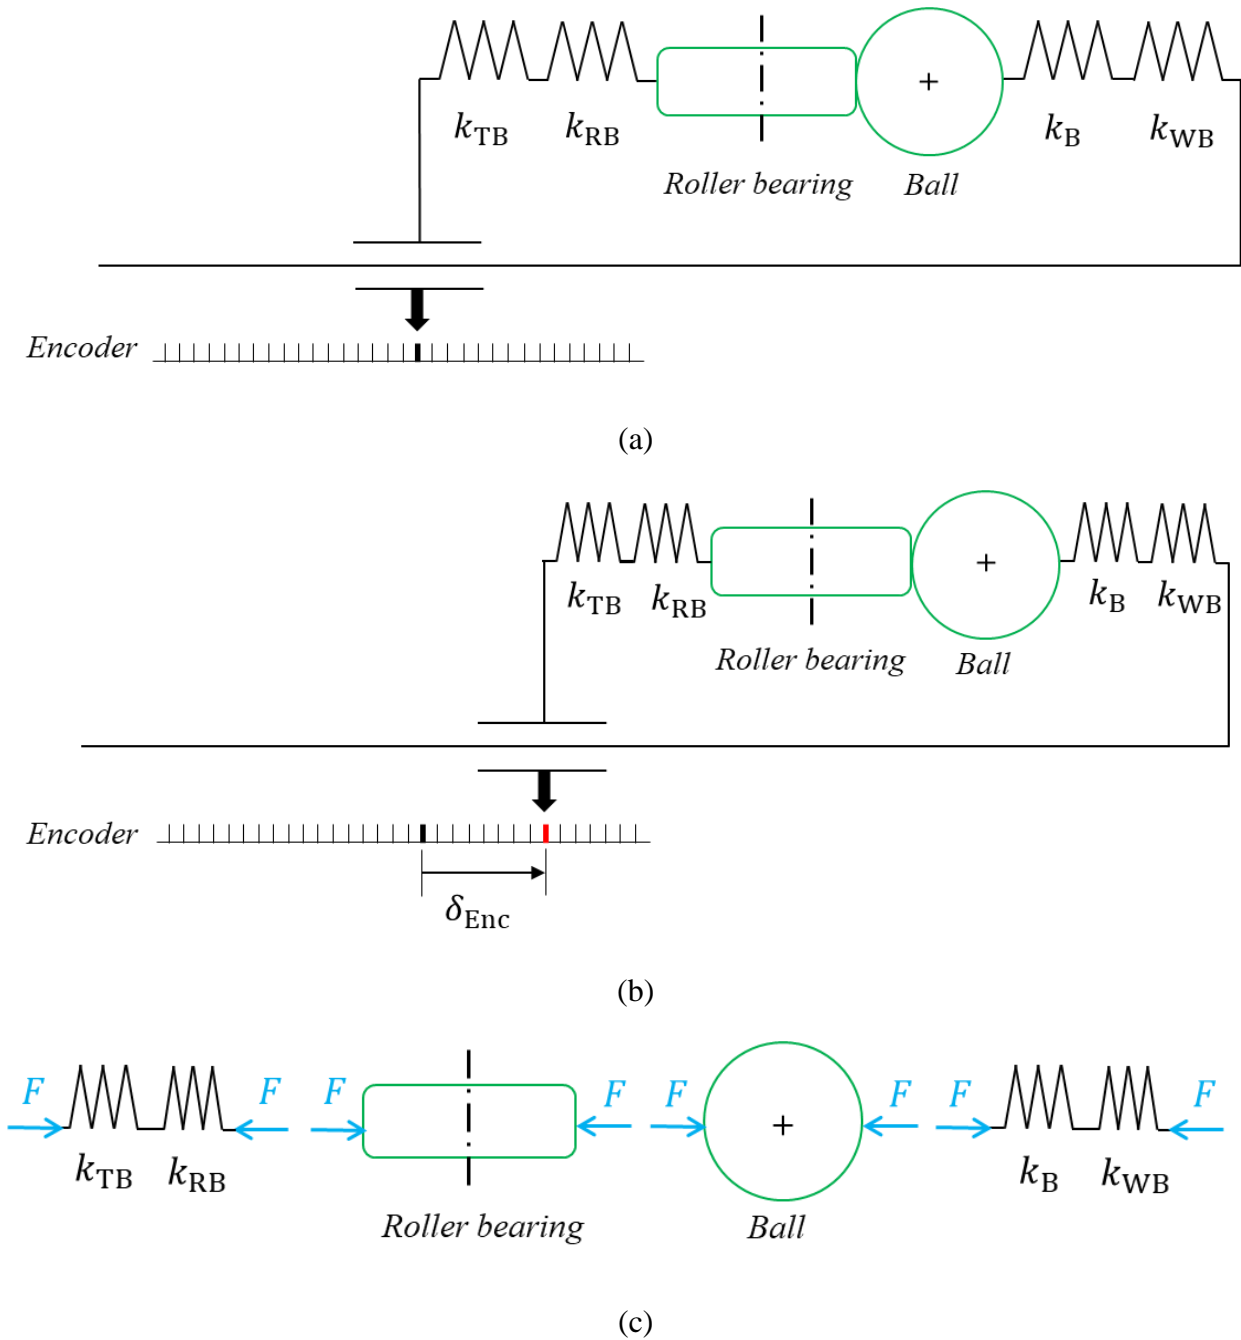 k_TB k_RB k_B k_WB
Roller bearing Ball
Encoder
(a)
k_TB k_RB k_B k_WB
Roller bearing Ball
Encoder
δ_Enc
(b)
F F F F F F F F
k_TB k_RB k_B k_WB
Roller bearing Ball
(c)